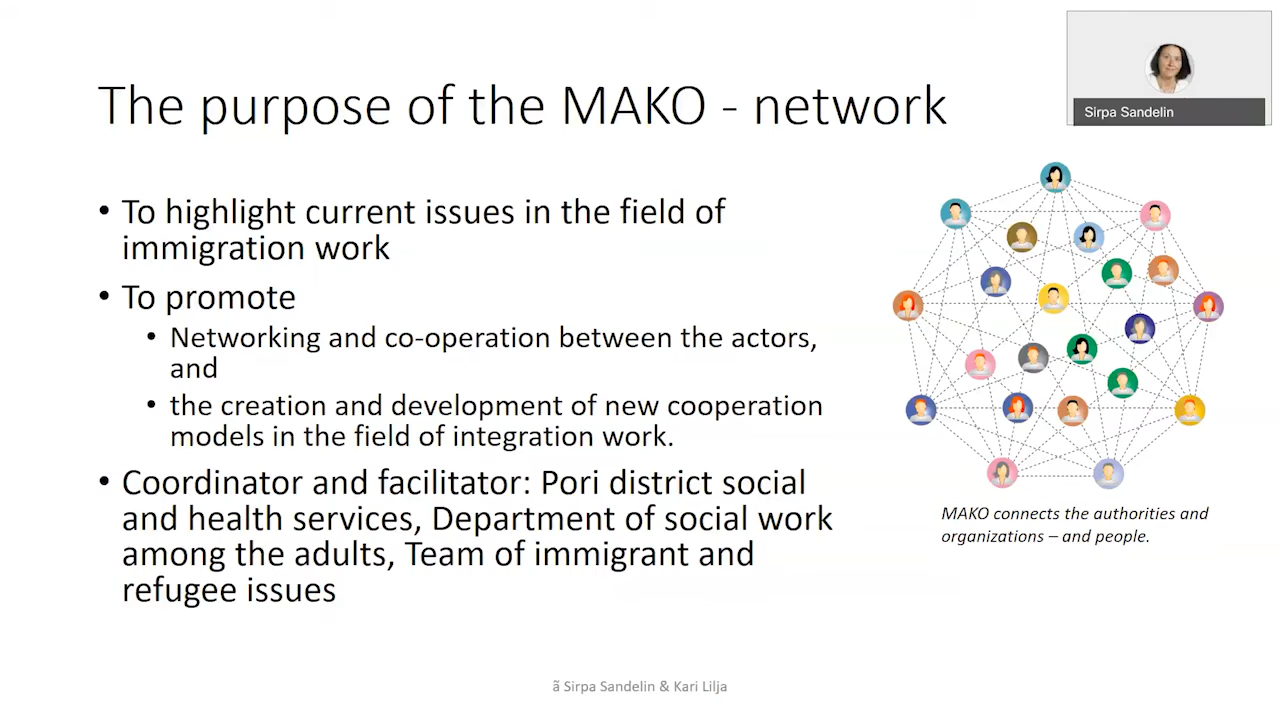 The purpose of the MAKO - network
Sirpa Sandelin
• To highlight current issues in the field of
immigration work
• To promote
• Networking and co-operation between the actors,
and
• the creation and development of new cooperation
models in the field of integration work.
• Coordinator and facilitator: Pori district social
and health services, Department of social work
among the adults, Team of immigrant and
refugee issues
MAKO connects the authorities and
organizations – and people.
ã Sirpa Sandelin & Kari Lilja